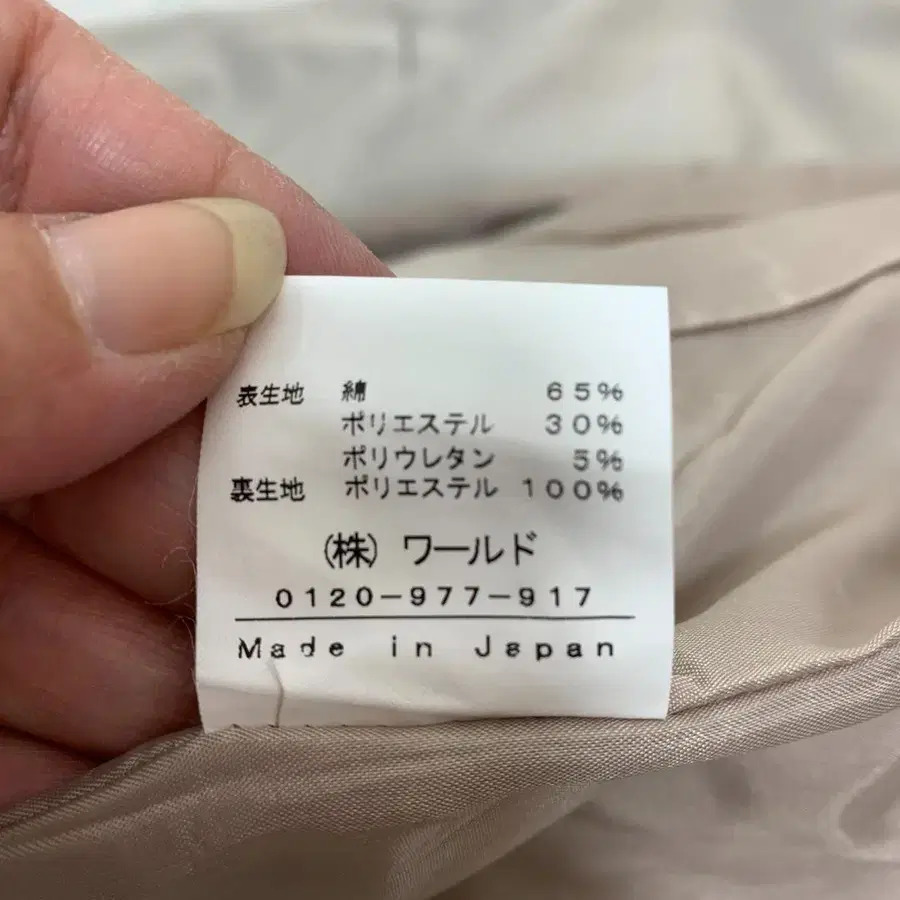 表生地 綿 65%
ポリエステル 30%
ポリウレタン 5%
裏生地 ポリエステル 100%
(株) ワールド
0120-977-917
Made in Japan